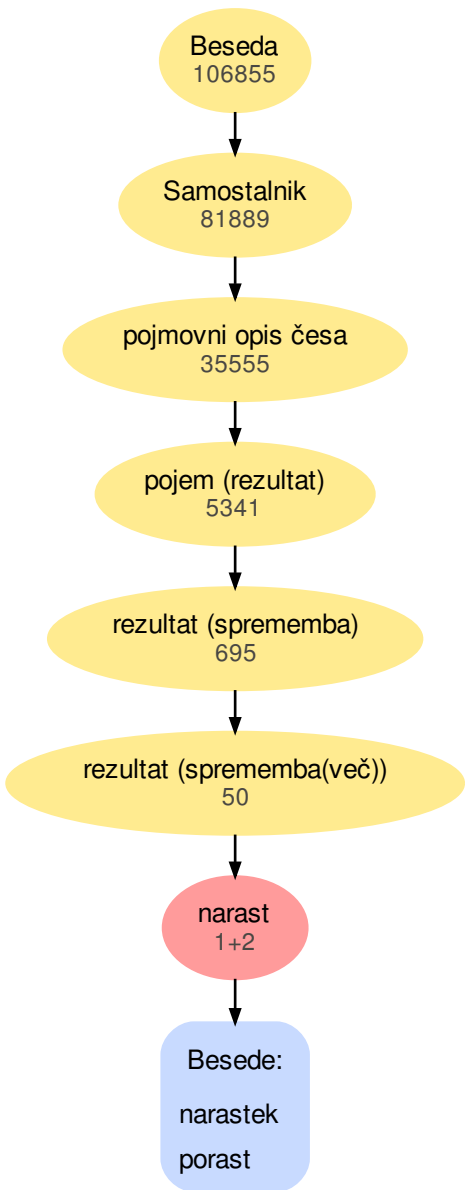 Beseda
106855
Samostalnik
81889
pojmovni opis česa
35555
pojem (rezultat)
5341
rezultat (sprememba)
695
rezultat (sprememba(več))
50
narast
1+2
Besede:
narastek
porast